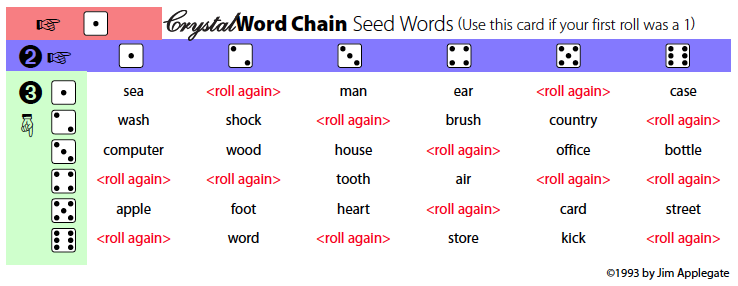 Crystal Word Chain Seed Words (Use this card if your first roll was a 1)
2
3 sea <roll again> man ear <roll again> case
wash shock <roll again> brush country <roll again>
computer wood house <roll again> office bottle
<roll again> <roll again> tooth air <roll again> <roll again>
apple foot heart <roll again> card street
<roll again> word <roll again> store kick <roll again>
©1993 by Jim Applegate